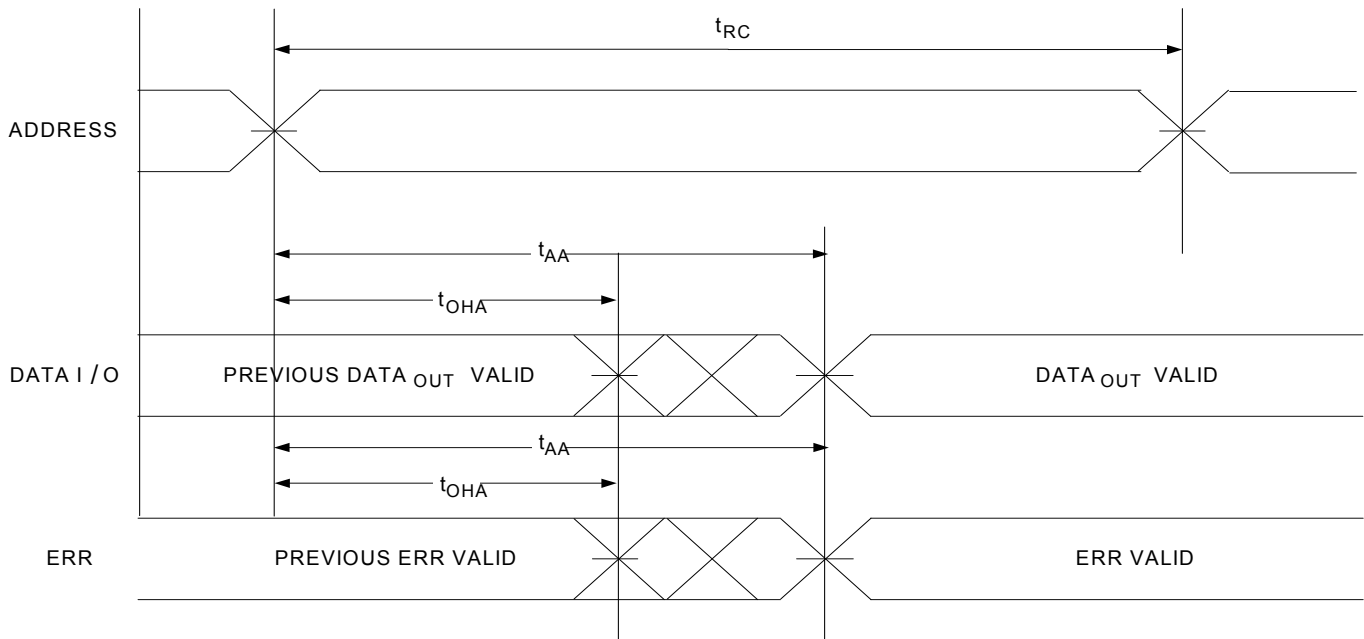 tRC
ADDRESS
tAA
tOHA
DATA I / O PREVIOUS DATA OUT VALID DATA OUT VALID
tAA
tOHA
ERR PREVIOUS ERR VALID ERR VALID